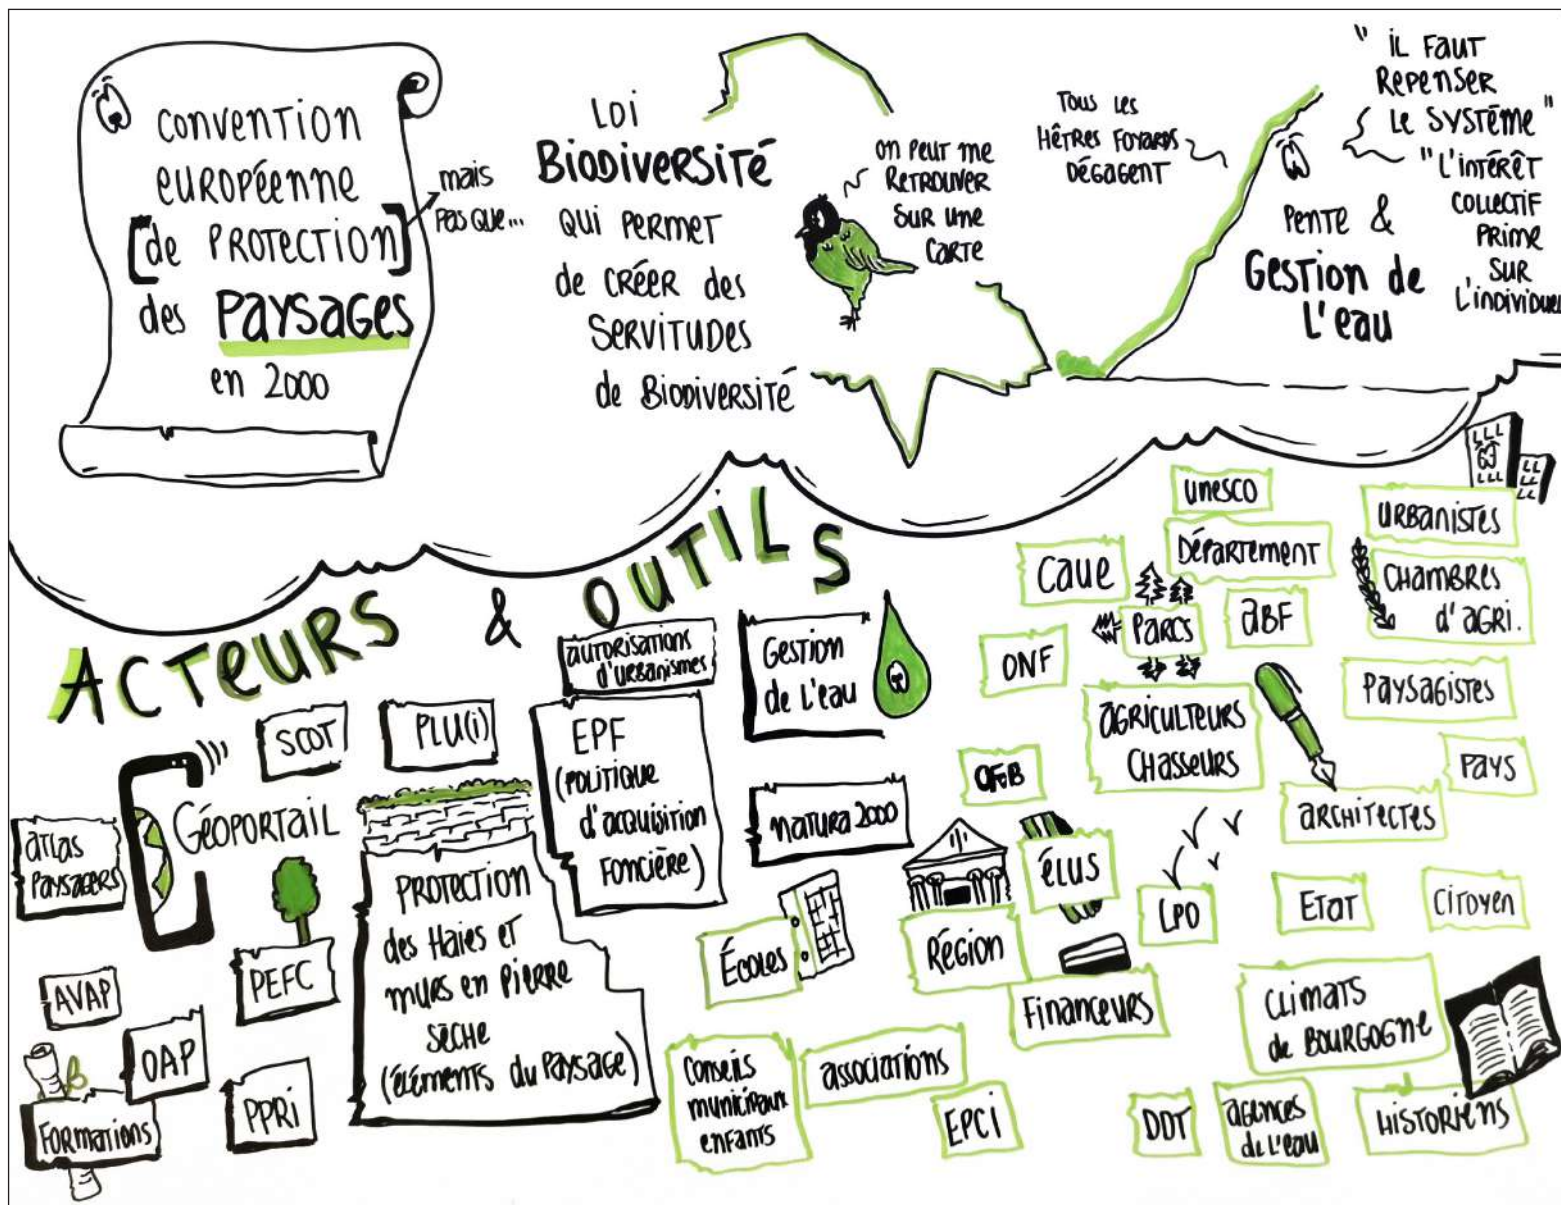 Convention
européenne
[de protection]
des paysages
en 2000
mais
pas que...
Loi
Biodiversité
qui permet
de créer des
servitudes
de biodiversité
on peut me
retrouver
sur une
carte
Tous les
hêtres foyards
dégagent
Pente &
Gestion de
l'eau
" il faut
repenser
le système "
" L'intérêt
collectif
prime
sur
l'individuel
ACTEURS & OUTILS
atlas
paysagers
Géoportail
SCOT
PLU(i)
autorisations
d'urbanismes
EPF
(politique
d'acquisition
foncière)
Gestion
de l'eau
natura 2000
Protection
des haies et
murs en pierre
sèche
(éléments du paysage)
PEFC
AVAP
OAP
PPRi
Formations
unesco
Département
caue
Parcs
aBF
ONF
agriculteurs
chasseurs
urbanistes
chambres
d'agri.
paysagistes
pays
architectes
OFB
élus
Région
Écoles
LPO
Etat
citoyen
Financeurs
climats
de Bourgogne
conseils
municipaux
enfants
associations
EPCi
DDT
agences
de l'eau
historiens